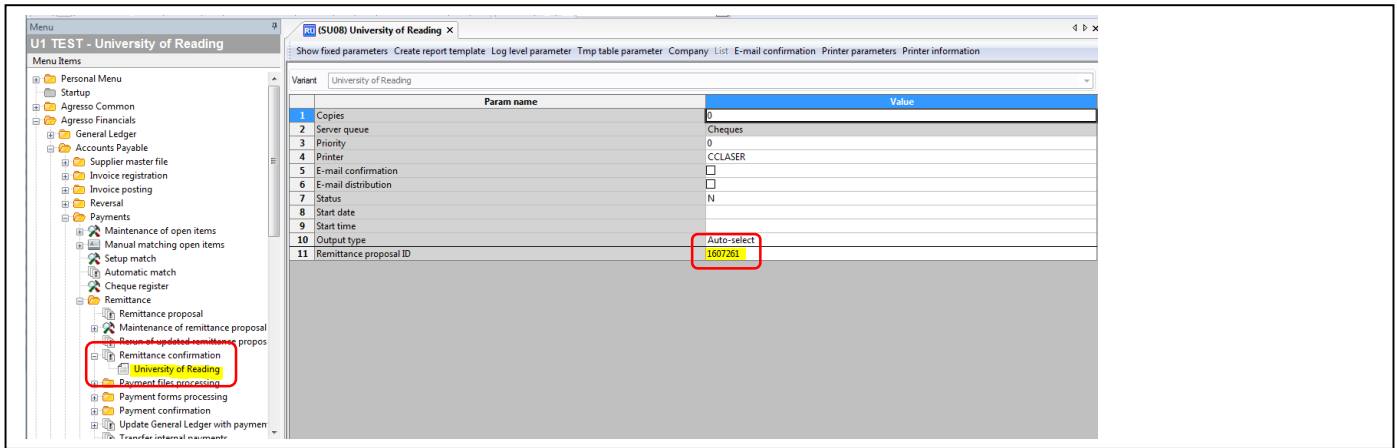 Menu
U1 TEST - University of Reading
Menu Items
Personal Menu
Startup
Agresso Common
Agresso Financials
General Ledger
Accounts Payable
Supplier master file
Invoice registration
Invoice posting
Reversal
Payments
Maintenance of open items
Manual matching open items
Setup match
Automatic match
Cheque register
Remittance
Remittance proposal
Maintenance of remittance proposal
Rerun of updated remittance propos
Remittance confirmation
University of Reading
Payment files processing
Payment forms processing
Payment confirmation
Update General Ledger with paymen
Transfer internal payments
RU (SU08) University of Reading
Show fixed parameters Create report template Log level parameter Tmp table parameter Company List E-mail confirmation Printer parameters Printer information
Variant University of Reading
Param name Value
1 Copies 0
2 Server queue Cheques
3 Priority 0
4 Printer CCLASER
5 E-mail confirmation
6 E-mail distribution
7 Status N
8 Start date
9 Start time
10 Output type Auto-select
11 Remittance proposal ID 1607261